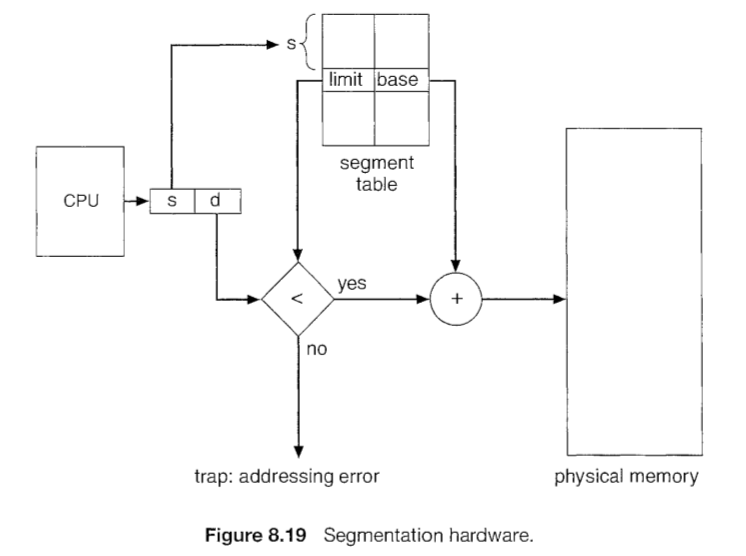 s
limit base
segment
table
CPU
s d
<
yes
+
no
trap: addressing error
physical memory
Figure 8.19 Segmentation hardware.